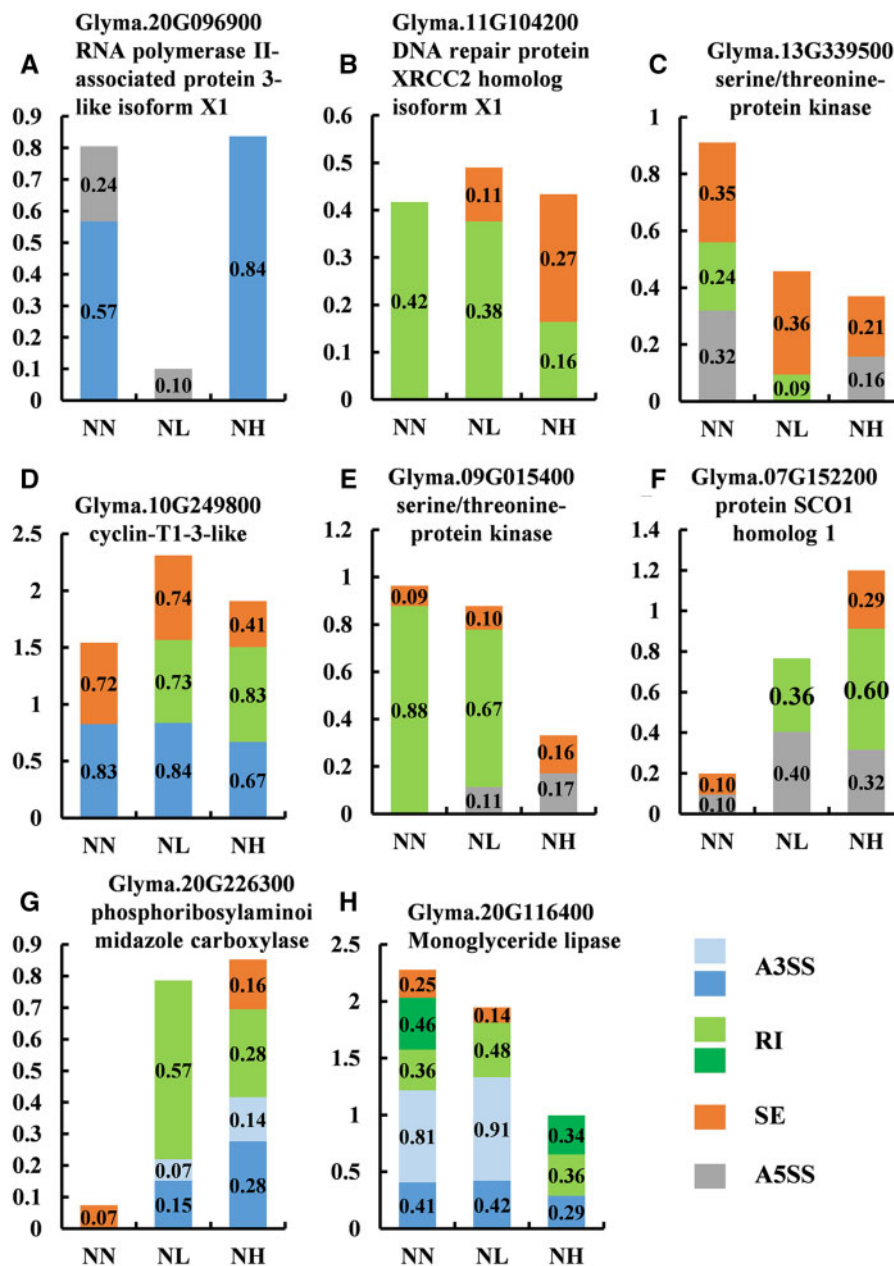 A
Glyma.20G096900
RNA polymerase II-
associated protein 3-
like isoform X1
0.9
0.8
0.7
0.6
0.5
0.4
0.3
0.2
0.1
0
0.24
0.57
0.10
0.84
NN NL NH
B
Glyma.11G104200
DNA repair protein
XRCC2 homolog
isoform X1
0.6
0.5
0.4
0.3
0.2
0.1
0
0.42
0.11
0.38
0.27
0.16
NN NL NH
C
Glyma.13G339500
serine/threonine-
protein kinase
1
0.8
0.6
0.4
0.2
0
0.35
0.24
0.32
0.36
0.09
0.21
0.16
NN NL NH
D
Glyma.10G249800
cyclin-T1-3-like
2.5
2
1.5
1
0.5
0
0.72
0.83
0.74
0.73
0.84
0.41
0.83
0.67
NN NL NH
E
Glyma.09G015400
serine/threonine-
protein kinase
1.2
1
0.8
0.6
0.4
0.2
0
0.09
0.88
0.10
0.67
0.11
0.16
0.17
NN NL NH
F
Glyma.07G152200
protein SCO1
homolog 1
1.4
1.2
1
0.8
0.6
0.4
0.2
0
0.10
0.10
0.36
0.40
0.29
0.60
0.32
NN NL NH
G
Glyma.20G226300
phosphoribosylaminoi
midazole carboxylase
0.9
0.8
0.7
0.6
0.5
0.4
0.3
0.2
0.1
0
0.07
0.57
0.07
0.15
0.16
0.28
0.14
0.28
NN NL NH
H
Glyma.20G116400
Monoglyceride lipase
2.5
2
1.5
1
0.5
0
0.25
0.46
0.36
0.81
0.41
0.14
0.48
0.91
0.42
0.34
0.36
0.29
NN NL NH
A3SS
RI
SE
A5SS